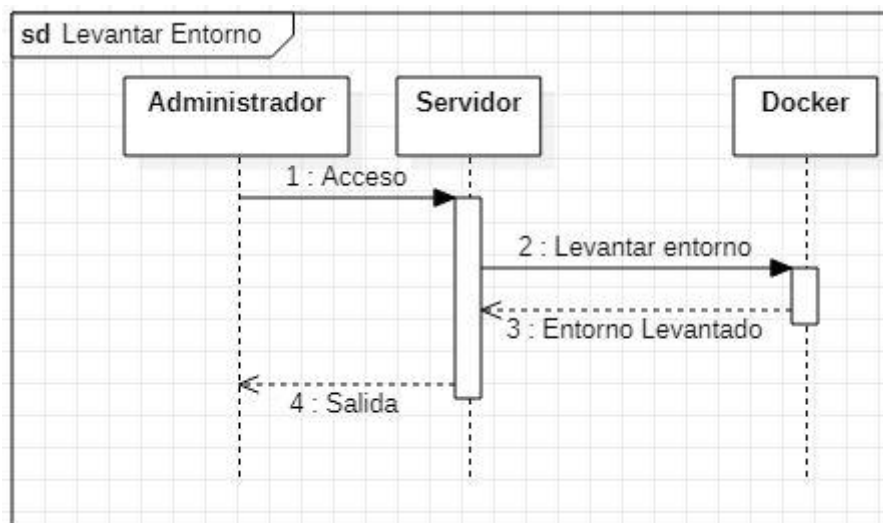 sd Levantar Entorno
Administrador
Servidor
Docker
1 : Acceso
2 : Levantar entorno
3 : Entorno Levantado
4 : Salida